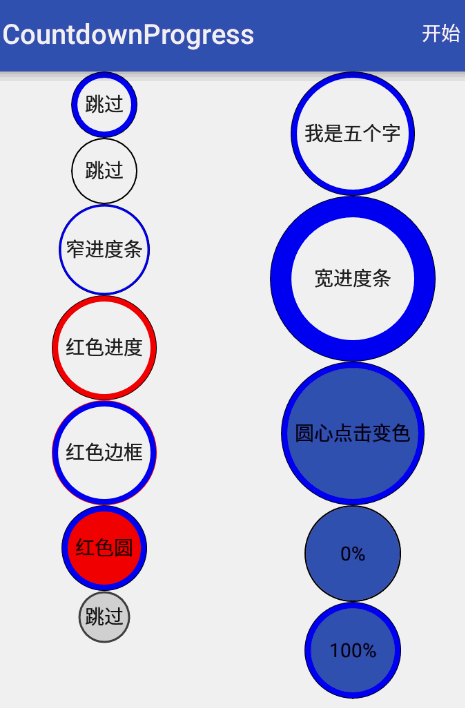 CountdownProgress
开始
跳过
跳过
窄进度条
红色进度
红色边框
红色圆
跳过
我是五个字
宽进度条
圆心点击变色
0%
100%